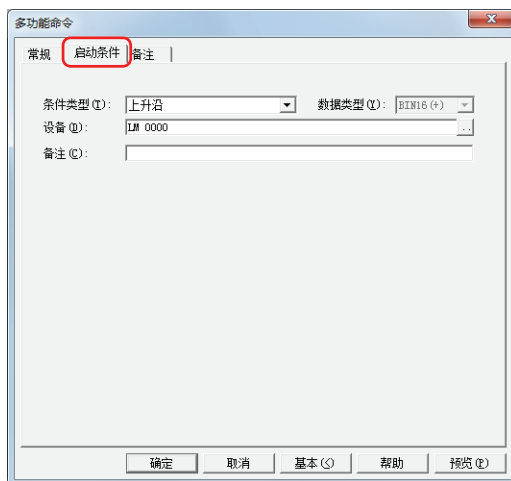 多功能命令
常规 启动条件 备注
条件类型(T): 上升沿 数据类型(Y): BIN16(+)
设备(D): LM 0000 ..
备注(C):
确定 取消 基本(<) 帮助 预览(P)